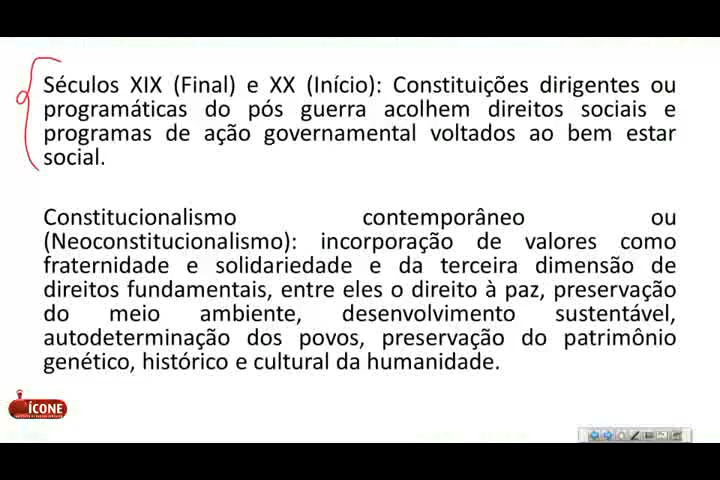 Séculos XIX (Final) e XX (Início): Constituições dirigentes ou
programáticas do pós guerra acolhem direitos sociais e
programas de ação governamental voltados ao bem estar
social.
Constitucionalismo contemporâneo ou
(Neoconstitucionalismo): incorporação de valores como
fraternidade e solidariedade e da terceira dimensão de
direitos fundamentais, entre eles o direito à paz, preservação
do meio ambiente, desenvolvimento sustentável,
autodeterminação dos povos, preservação do patrimônio
genético, histórico e cultural da humanidade.
ÍCONE